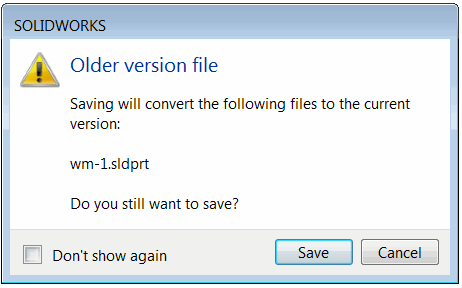 SOLIDWORKS
Older version file
Saving will convert the following files to the current
version:
wm-1.sldprt
Do you still want to save?
Don't show again
Save
Cancel